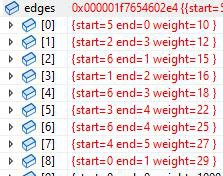 edges 0x000001f7654602e4 {{start=5
[0] {start=5 end=0 weight=10 }
[1] {start=2 end=3 weight=12 }
[2] {start=6 end=1 weight=15 }
[3] {start=1 end=2 weight=16 }
[4] {start=6 end=3 weight=18 }
[5] {start=3 end=4 weight=22 }
[6] {start=6 end=4 weight=25 }
[7] {start=4 end=5 weight=27 }
[8] {start=0 end=1 weight=29 }